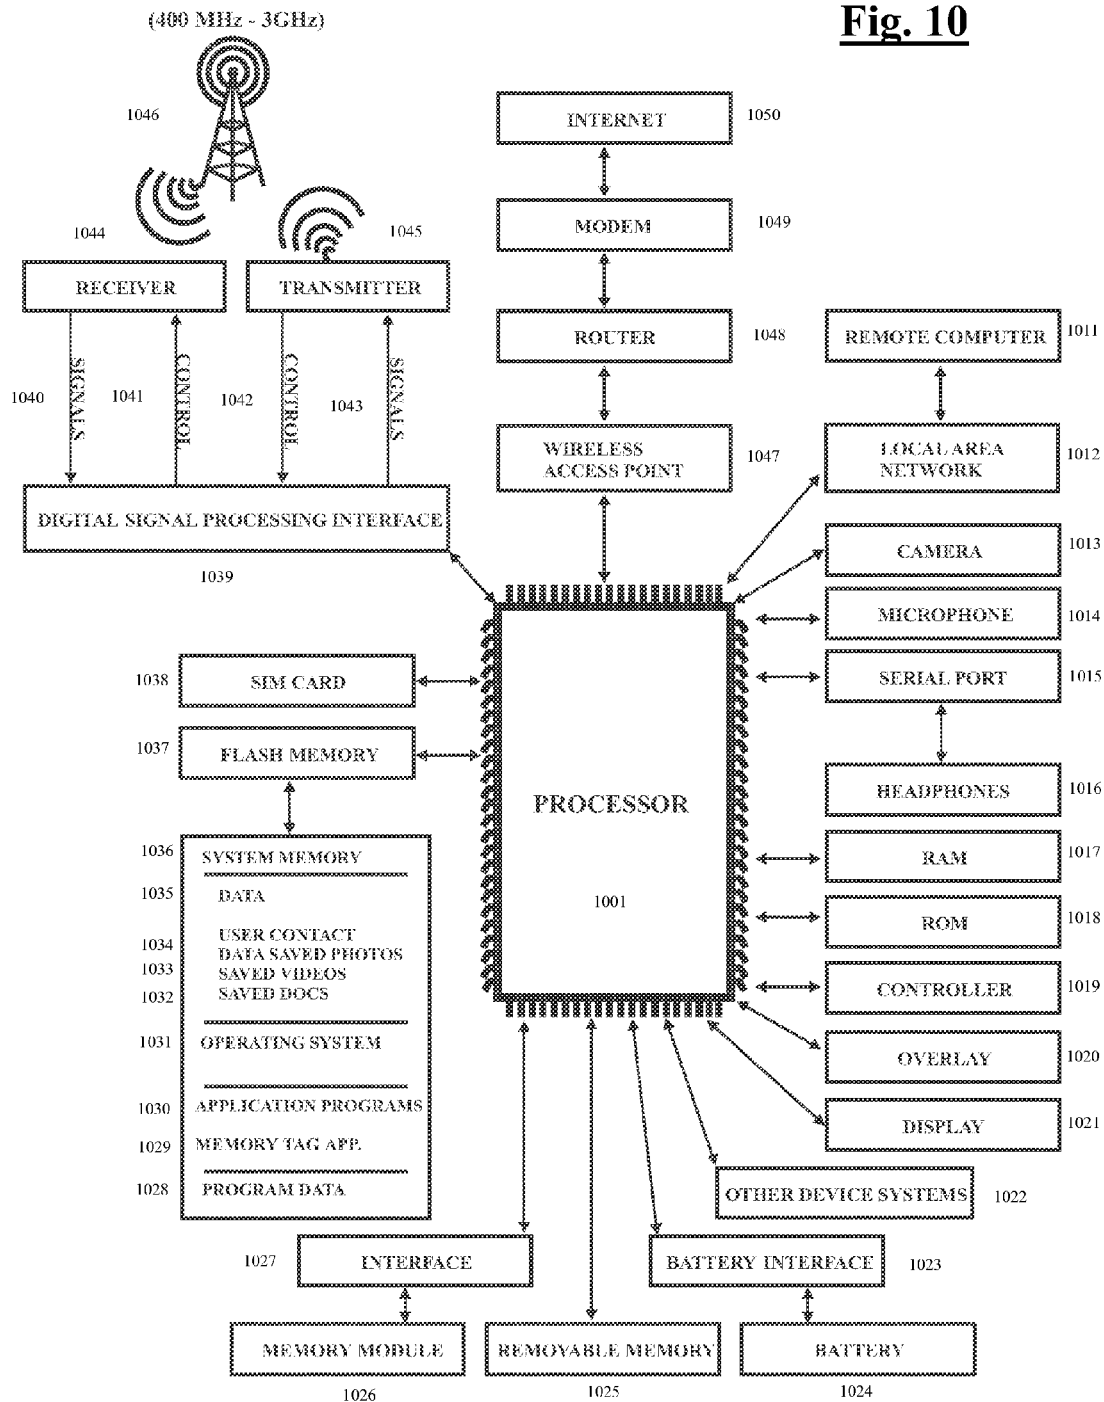 (400 MHz - 3GHz)
Fig. 10
1046
INTERNET
1050
MODEM
1049
1044
1045
RECEIVER
TRANSMITTER
ROUTER
1048
REMOTE COMPUTER
1011
1040
SIGNALS
1041
CONTROL
1042
CONTROL
1043
SIGNALS
WIRELESS
ACCESS POINT
1047
LOCAL AREA
NETWORK
1012
DIGITAL SIGNAL PROCESSING INTERFACE
1039
CAMERA
1013
MICROPHONE
1014
1038
SIM CARD
SERIAL PORT
1015
1037
FLASH MEMORY
HEADPHONES
1016
PROCESSOR
1001
1036
SYSTEM MEMORY
RAM
1017
1035
DATA
ROM
1018
USER CONTACT
1034
DATA SAVED PHOTOS
1033
SAVED VIDEOS
1032
SAVED DOCS
CONTROLLER
1019
1031
OPERATING SYSTEM
OVERLAY
1020
1030
APPLICATION PROGRAMS
DISPLAY
1021
1029
MEMORY TAG APP.
1028
PROGRAM DATA
OTHER DEVICE SYSTEMS
1022
1027
INTERFACE
BATTERY INTERFACE
1023
MEMORY MODULE
REMOVABLE MEMORY
BATTERY
1026
1025
1024